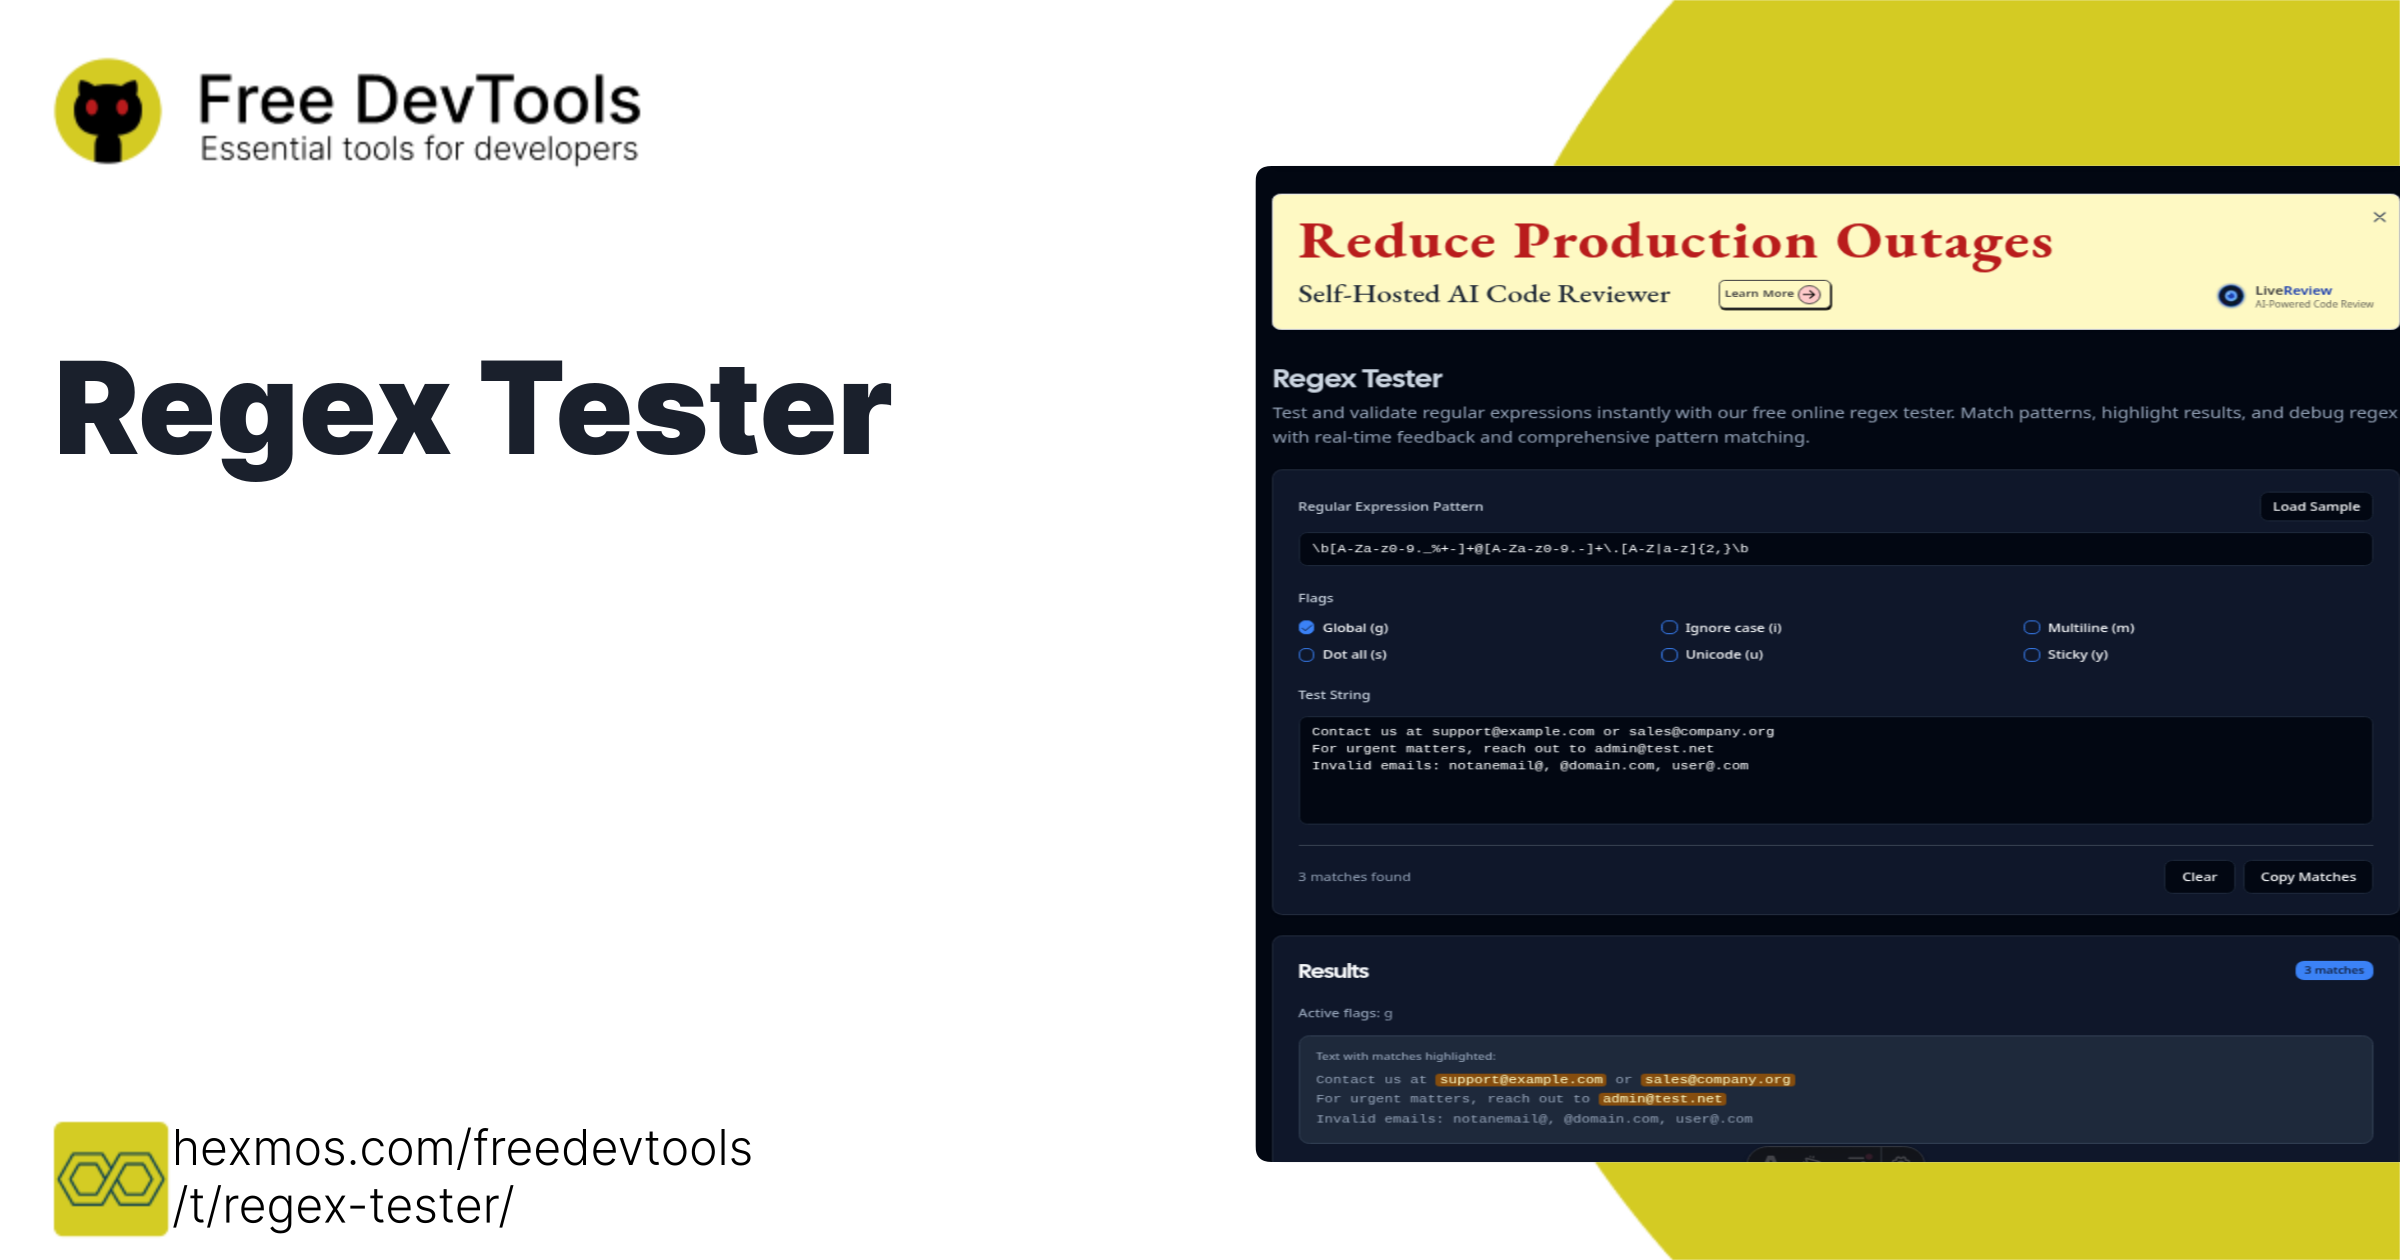 Free DevTools
Essential tools for developers
Regex Tester
hexmos.com/freedevtools
/t/regex-tester/
Reduce Production Outages
Self-Hosted AI Code Reviewer
Learn More
LiveReview
AI-Powered Code Review
Regex Tester
Test and validate regular expressions instantly with our free online regex tester. Match patterns, highlight results, and debug regex
with real-time feedback and comprehensive pattern matching.
Regular Expression Pattern
Load Sample
\b[A-Za-z0-9._%+-]+@[A-Za-z0-9.-]+\.[A-Z|a-z]{2,}\b
Flags
Global (g)
Ignore case (i)
Multiline (m)
Dot all (s)
Unicode (u)
Sticky (y)
Test String
Contact us at support@example.com or sales@company.org
For urgent matters, reach out to admin@test.net
Invalid emails: notanemail@, @domain.com, user@.com
3 matches found
Clear
Copy Matches
Results
3 matches
Active flags: g
Text with matches highlighted:
Contact us at support@example.com or sales@company.org
For urgent matters, reach out to admin@test.net
Invalid emails: notanemail@, @domain.com, user@.com